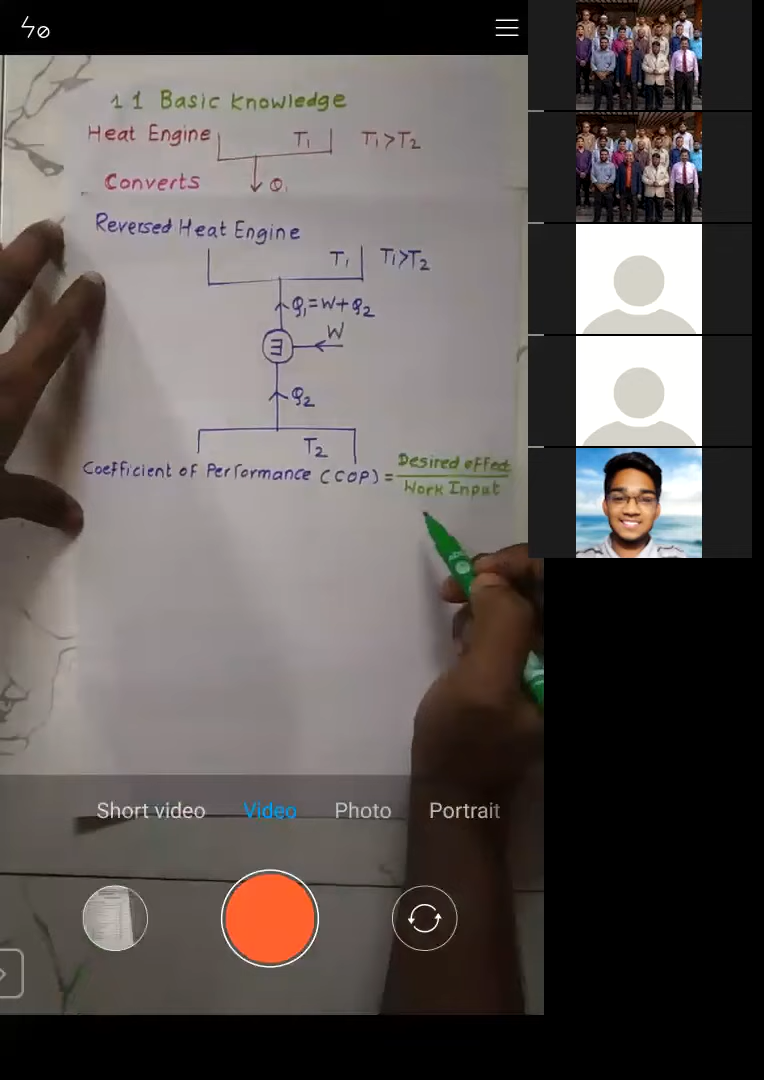 1 1 Basic Knowledge
Heat Engine T1 T1>T2
Converts Q1
Reversed Heat Engine
T1 T1>T2
Q1=W+Q2
W
E
Q2
T2
Coefficient of Performance (COP) = Desired effect
Work Input
Short video Video Photo Portrait